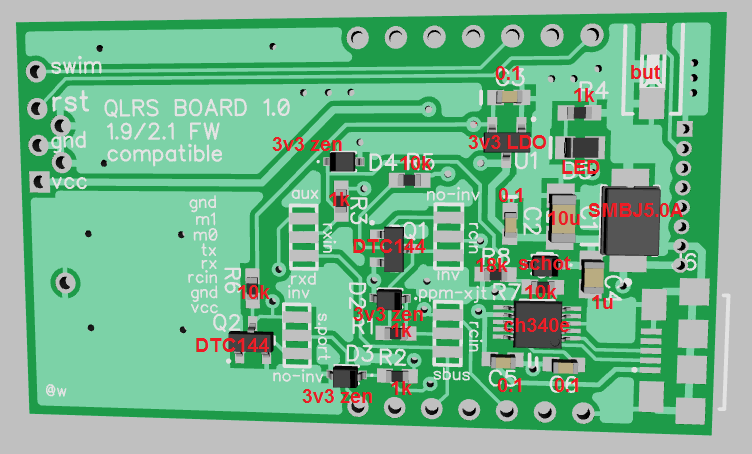 swim
rst
gnd
vcc
QLRS BOARD 1.0
1.9/2.1 FW
compatible
but
0.1
1k
3v3 LDO
U1
LED
3v3 zen
D4
R5
10k
1k
R3
aux
rxin
.rxd
inv
no-inv
rcin
inv
Q1
DTC144
0.1
C2
10u
SMBJ5.0A
gnd
m1
m0
tx
rx
rcin
gnd
vcc
R6
10k
R8
18k
schot
R7
10k
C4
1u
D2
3v3 zen
R1
1k
.ppm-xjt
rcin
sbus
ch340e
Q2
DTC144
s.port
no-inv
D3
3v3 zen
R2
1k
C5
0.1
C6
0.1
@w